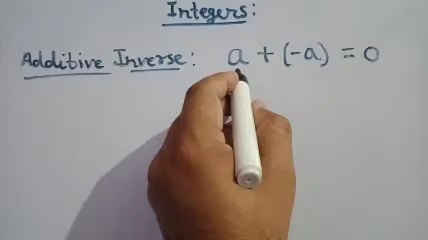 Integers:
Additive Inverse: a + (-a) = 0